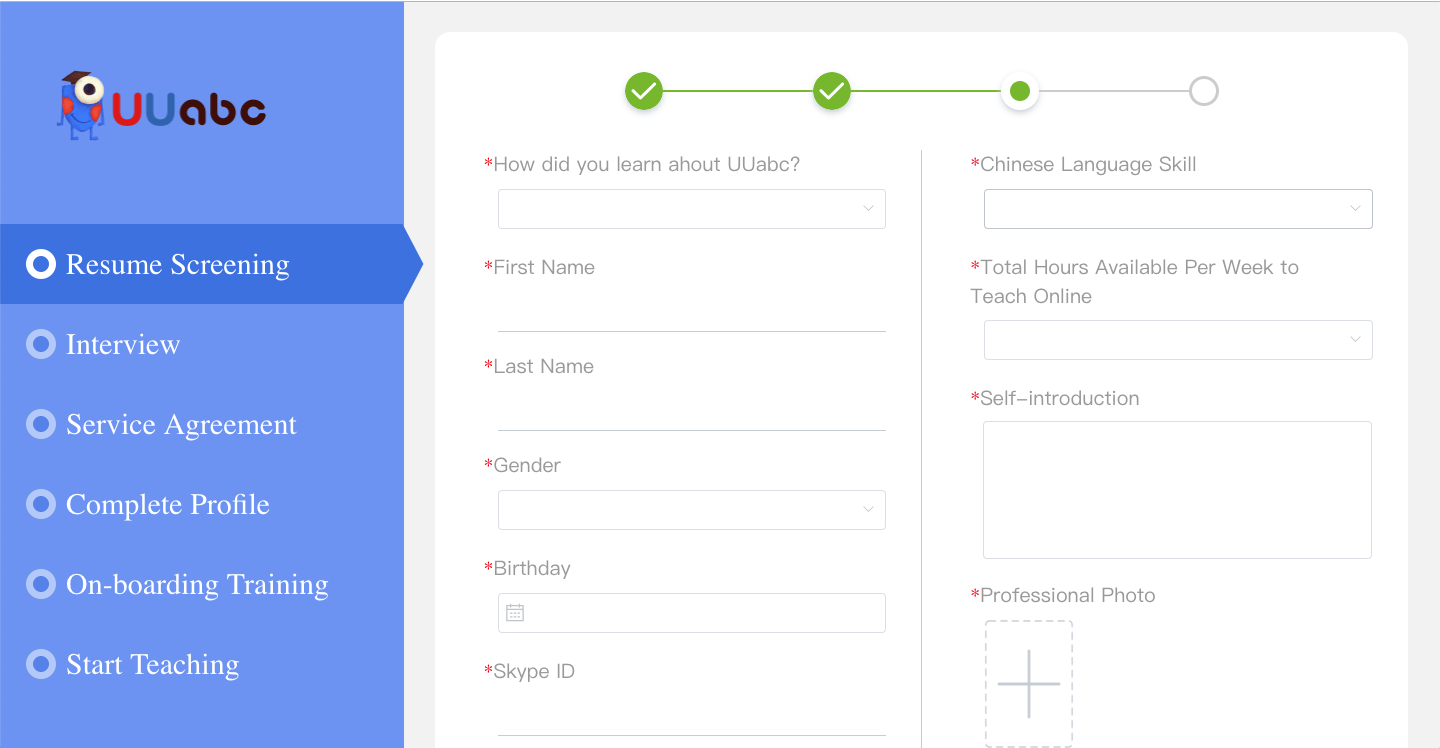 UUabc
Resume Screening
Interview
Service Agreement
Complete Profile
On-boarding Training
Start Teaching
*How did you learn ahout UUabc?
*First Name
*Last Name
*Gender
*Birthday
*Skype ID
*Chinese Language Skill
*Total Hours Available Per Week to
Teach Online
*Self-introduction
*Professional Photo